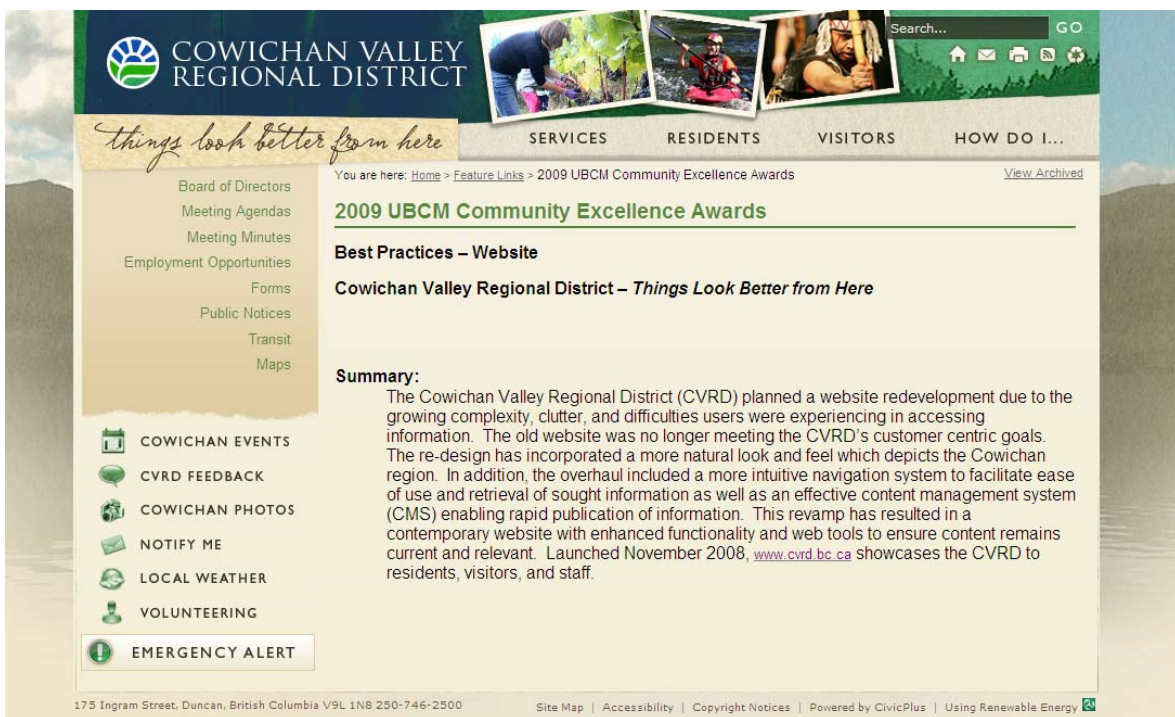 COWICHAN VALLEY
REGIONAL DISTRICT
Search... GO
things look better from here
SERVICES RESIDENTS VISITORS HOW DO I...
Board of Directors
Meeting Agendas
Meeting Minutes
Employment Opportunities
Forms
Public Notices
Transit
Maps
COWICHAN EVENTS
CVRD FEEDBACK
COWICHAN PHOTOS
NOTIFY ME
LOCAL WEATHER
VOLUNTEERING
EMERGENCY ALERT
You are here: Home > Feature Links > 2009 UBCM Community Excellence Awards View Archived
2009 UBCM Community Excellence Awards
Best Practices – Website
Cowichan Valley Regional District – Things Look Better from Here
Summary:
The Cowichan Valley Regional District (CVRD) planned a website redevelopment due to the
growing complexity, clutter, and difficulties users were experiencing in accessing
information. The old website was no longer meeting the CVRD's customer centric goals.
The re-design has incorporated a more natural look and feel which depicts the Cowichan
region. In addition, the overhaul included a more intuitive navigation system to facilitate ease
of use and retrieval of sought information as well as an effective content management system
(CMS) enabling rapid publication of information. This revamp has resulted in a
contemporary website with enhanced functionality and web tools to ensure content remains
current and relevant. Launched November 2008, www.cvrd.bc.ca showcases the CVRD to
residents, visitors, and staff.
175 Ingram Street, Duncan, British Columbia V9L 1N8 250-746-2500 Site Map | Accessibility | Copyright Notices | Powered by CivicPlus | Using Renewable Energy